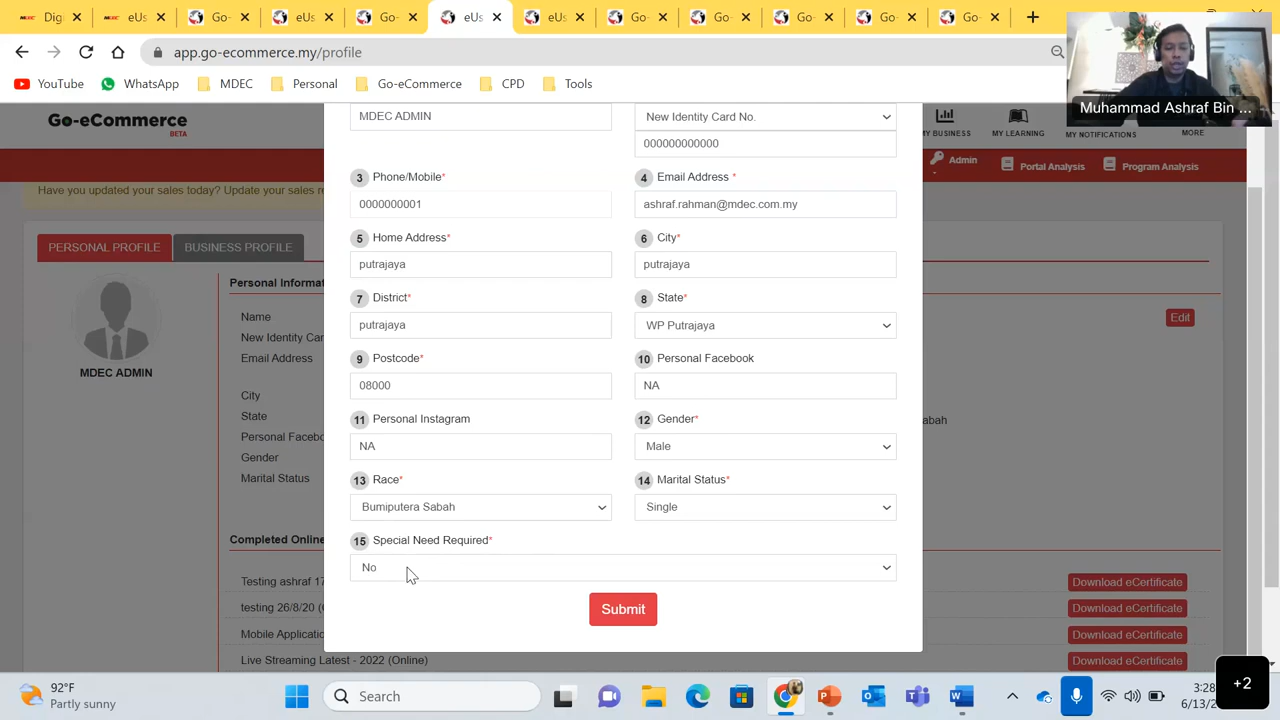 eUs
app.go-ecommerce.my/profile
YouTube WhatsApp MDEC Personal Go-eCommerce CPD Tools
Muhammad Ashraf Bin ...
Go-eCommerce
BETA
MY BUSINESS MY LEARNING MY NOTIFICATIONS MORE
Admin Portal Analysis Program Analysis
Have you updated your sales today? Update your sales re
PERSONAL PROFILE BUSINESS PROFILE
MDEC ADMIN
Personal Informat
Name
New Identity Card
Email Address
City
State
Personal Facebo
Gender
Marital Status
Edit
abah
MDEC ADMIN
New Identity Card No.
000000000000
3 Phone/Mobile*
0000000001
4 Email Address *
ashraf.rahman@mdec.com.my
5 Home Address*
putrajaya
6 City*
putrajaya
7 District*
putrajaya
8 State*
WP Putrajaya
9 Postcode*
08000
10 Personal Facebook
NA
11 Personal Instagram
NA
12 Gender*
Male
13 Race*
Bumiputera Sabah
14 Marital Status*
Single
15 Special Need Required*
No
Submit
Completed Online
Testing ashraf 17 Download eCertificate
testing 26/8/20 (O Download eCertificate
Mobile Applicatio Download eCertificate
Live Streaming Latest - 2022 (Online) Download eCertificate
+2
92°F
Partly sunny
Search
3:28
6/13/2